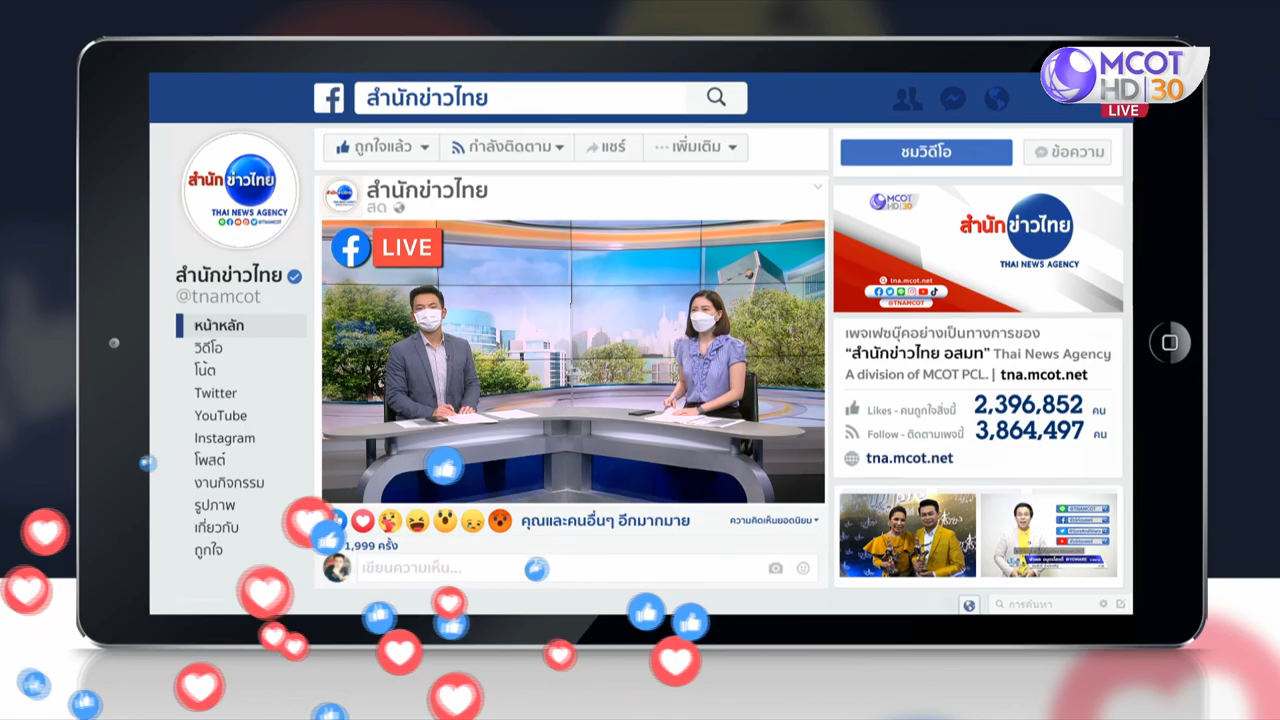 MCOT
HD 30
LIVE
สำนักข่าวไทย
สำนักข่าวไทย
THAI NEWS AGENCY
@TNAMCOT
สำนักข่าวไทย
@tnamcot
หน้าหลัก
วิดีโอ
โน้ต
Twitter
YouTube
Instagram
โพสต์
งานกิจกรรม
รูปภาพ
เกี่ยวกับ
ถูกใจ
ถูกใจแล้ว
กำลังติดตาม
แชร์
เพิ่มเติม
สำนักข่าวไทย
สด
LIVE
คุณและคนอื่นๆ อีกมากมาย
ความคิดเห็นยอดนิยม
1,999 ครั้ง
ความเห็น...
ชมวิดีโอ
ข้อความ
MCOT
HD 30
สำนักข่าวไทย
THAI NEWS AGENCY
tna.mcot.net
@TNAMCOT
เพจเฟซบุ๊คอย่างเป็นทางการของ
“สำนักข่าวไทย อสมท” Thai News Agency
A division of MCOT PCL. | tna.mcot.net
Likes - คนถูกใจสิ่งนี้ 2,396,852 คน
Follow - ติดตามเพจนี้ 3,864,497 คน
tna.mcot.net
การค้นหา